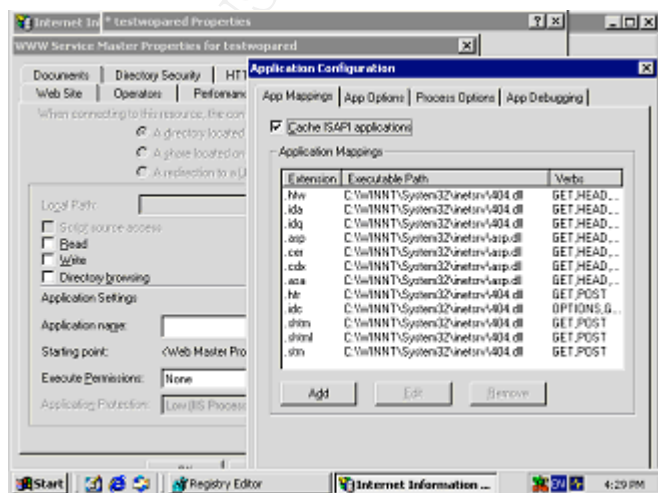 Internet In
* testwopared Properties
WWW Service Master Properties for testwopared
Documents Directory Security HTT
Web Site Operators Performanc
When connecting to this resource, the con
A directory located
A share located on
A redirection to a U
Local Path:
Script source access
Read
Write
Directory browsing
Application Settings
Application name:
Starting point: <Web Master Pro
Execute Permissions: None
Application Protection: Low (IIS Process
Application Configuration
App Mappings App Options Process Options App Debugging
Cache ISAPI applications
Application Mappings
Extension Executable Path Verbs
.htw C:\WINNT\System32\inetsrv\404.dll GET,HEAD,...
.ida C:\WINNT\System32\inetsrv\404.dll GET,HEAD,...
.idq C:\WINNT\System32\inetsrv\404.dll GET,HEAD,...
.asp C:\WINNT\System32\inetsrv\asp.dll GET,HEAD,...
.cer C:\WINNT\System32\inetsrv\asp.dll GET,HEAD,...
.cdx C:\WINNT\System32\inetsrv\asp.dll GET,HEAD,...
.asa C:\WINNT\System32\inetsrv\asp.dll GET,HEAD,...
.htr C:\WINNT\System32\inetsrv\404.dll GET,POST
.idc C:\WINNT\System32\inetsrv\404.dll OPTIONS,G...
.shtm C:\WINNT\System32\inetsrv\404.dll GET,POST
.shtml C:\WINNT\System32\inetsrv\404.dll GET,POST
.stm C:\WINNT\System32\inetsrv\404.dll GET,POST
Add Edit Remove
Start Registry Editor Internet Information ... EN 4:29 PM